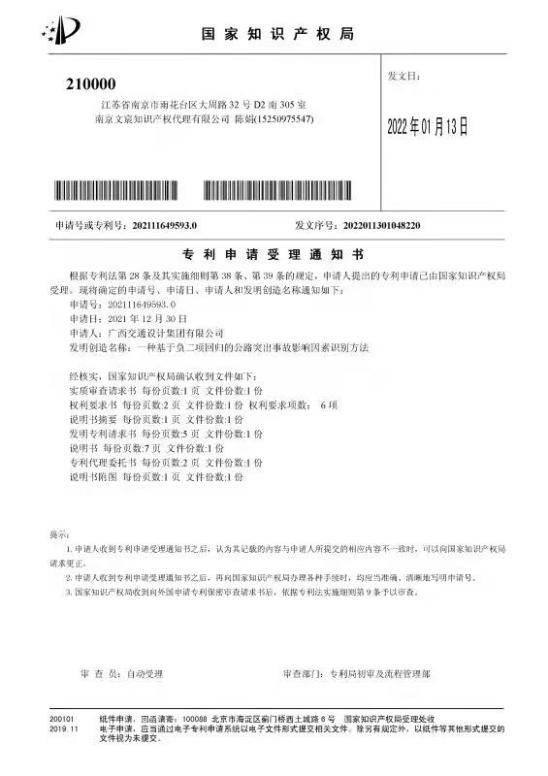 国家知识产权局
210000
江苏省南京市雨花台区大周路 32 号 D2 南 305 室
南京文宸知识产权代理有限公司 陈娟(15250975547)
发文日：
2022年01月13日
申请号或专利号：202111649593.0
发文序号：2022011301048220
专利申请受理通知书
根据专利法第 28 条及其实施细则第 38 条、第 39 条的规定，申请人提出的专利申请已由国家知识产权局
受理。现将确定的申请号、申请日、申请人和发明创造名称通知如下：
申请号：202111649593.0
申请日：2021 年 12 月 30 日
申请人：广西交通设计集团有限公司
发明创造名称：一种基于负二项回归的公路突出事故影响因素识别方法
经核实，国家知识产权局确认收到文件如下：
实质审查请求书 每份页数:1 页 文件份数:1 份
权利要求书 每份页数:2 页 文件份数:1 份 权利要求项数： 6 项
说明书摘要 每份页数:1 页 文件份数:1 份
发明专利请求书 每份页数:5 页 文件份数:1 份
说明书 每份页数:7 页 文件份数:1 份
专利代理委托书 每份页数:2 页 文件份数:1 份
说明书附图 每份页数:1 页 文件份数:1 份
提示：
1.申请人收到专利申请受理通知书之后，认为其记载的内容与申请人所提交的相应内容不一致时，可以向国家知识产权局
请求更正。
2.申请人收到专利申请受理通知书之后，再向国家知识产权局办理各种手续时，均应当准确、清晰地写明申请号。
3.国家知识产权局收到向外国申请专利保密审查请求书后，依据专利法实施细则第 9 条予以审查。
审 查 员：自动受理
审查部门：专利局初审及流程管理部
200101 纸件申请，回函请寄：100088 北京市海淀区蓟门桥西土城路 6 号 国家知识产权局受理处收
2019.11 电子申请，应当通过电子专利申请系统以电子文件形式提交相关文件。除另有规定外，以纸件等其他形式提交的
文件视为未提交。